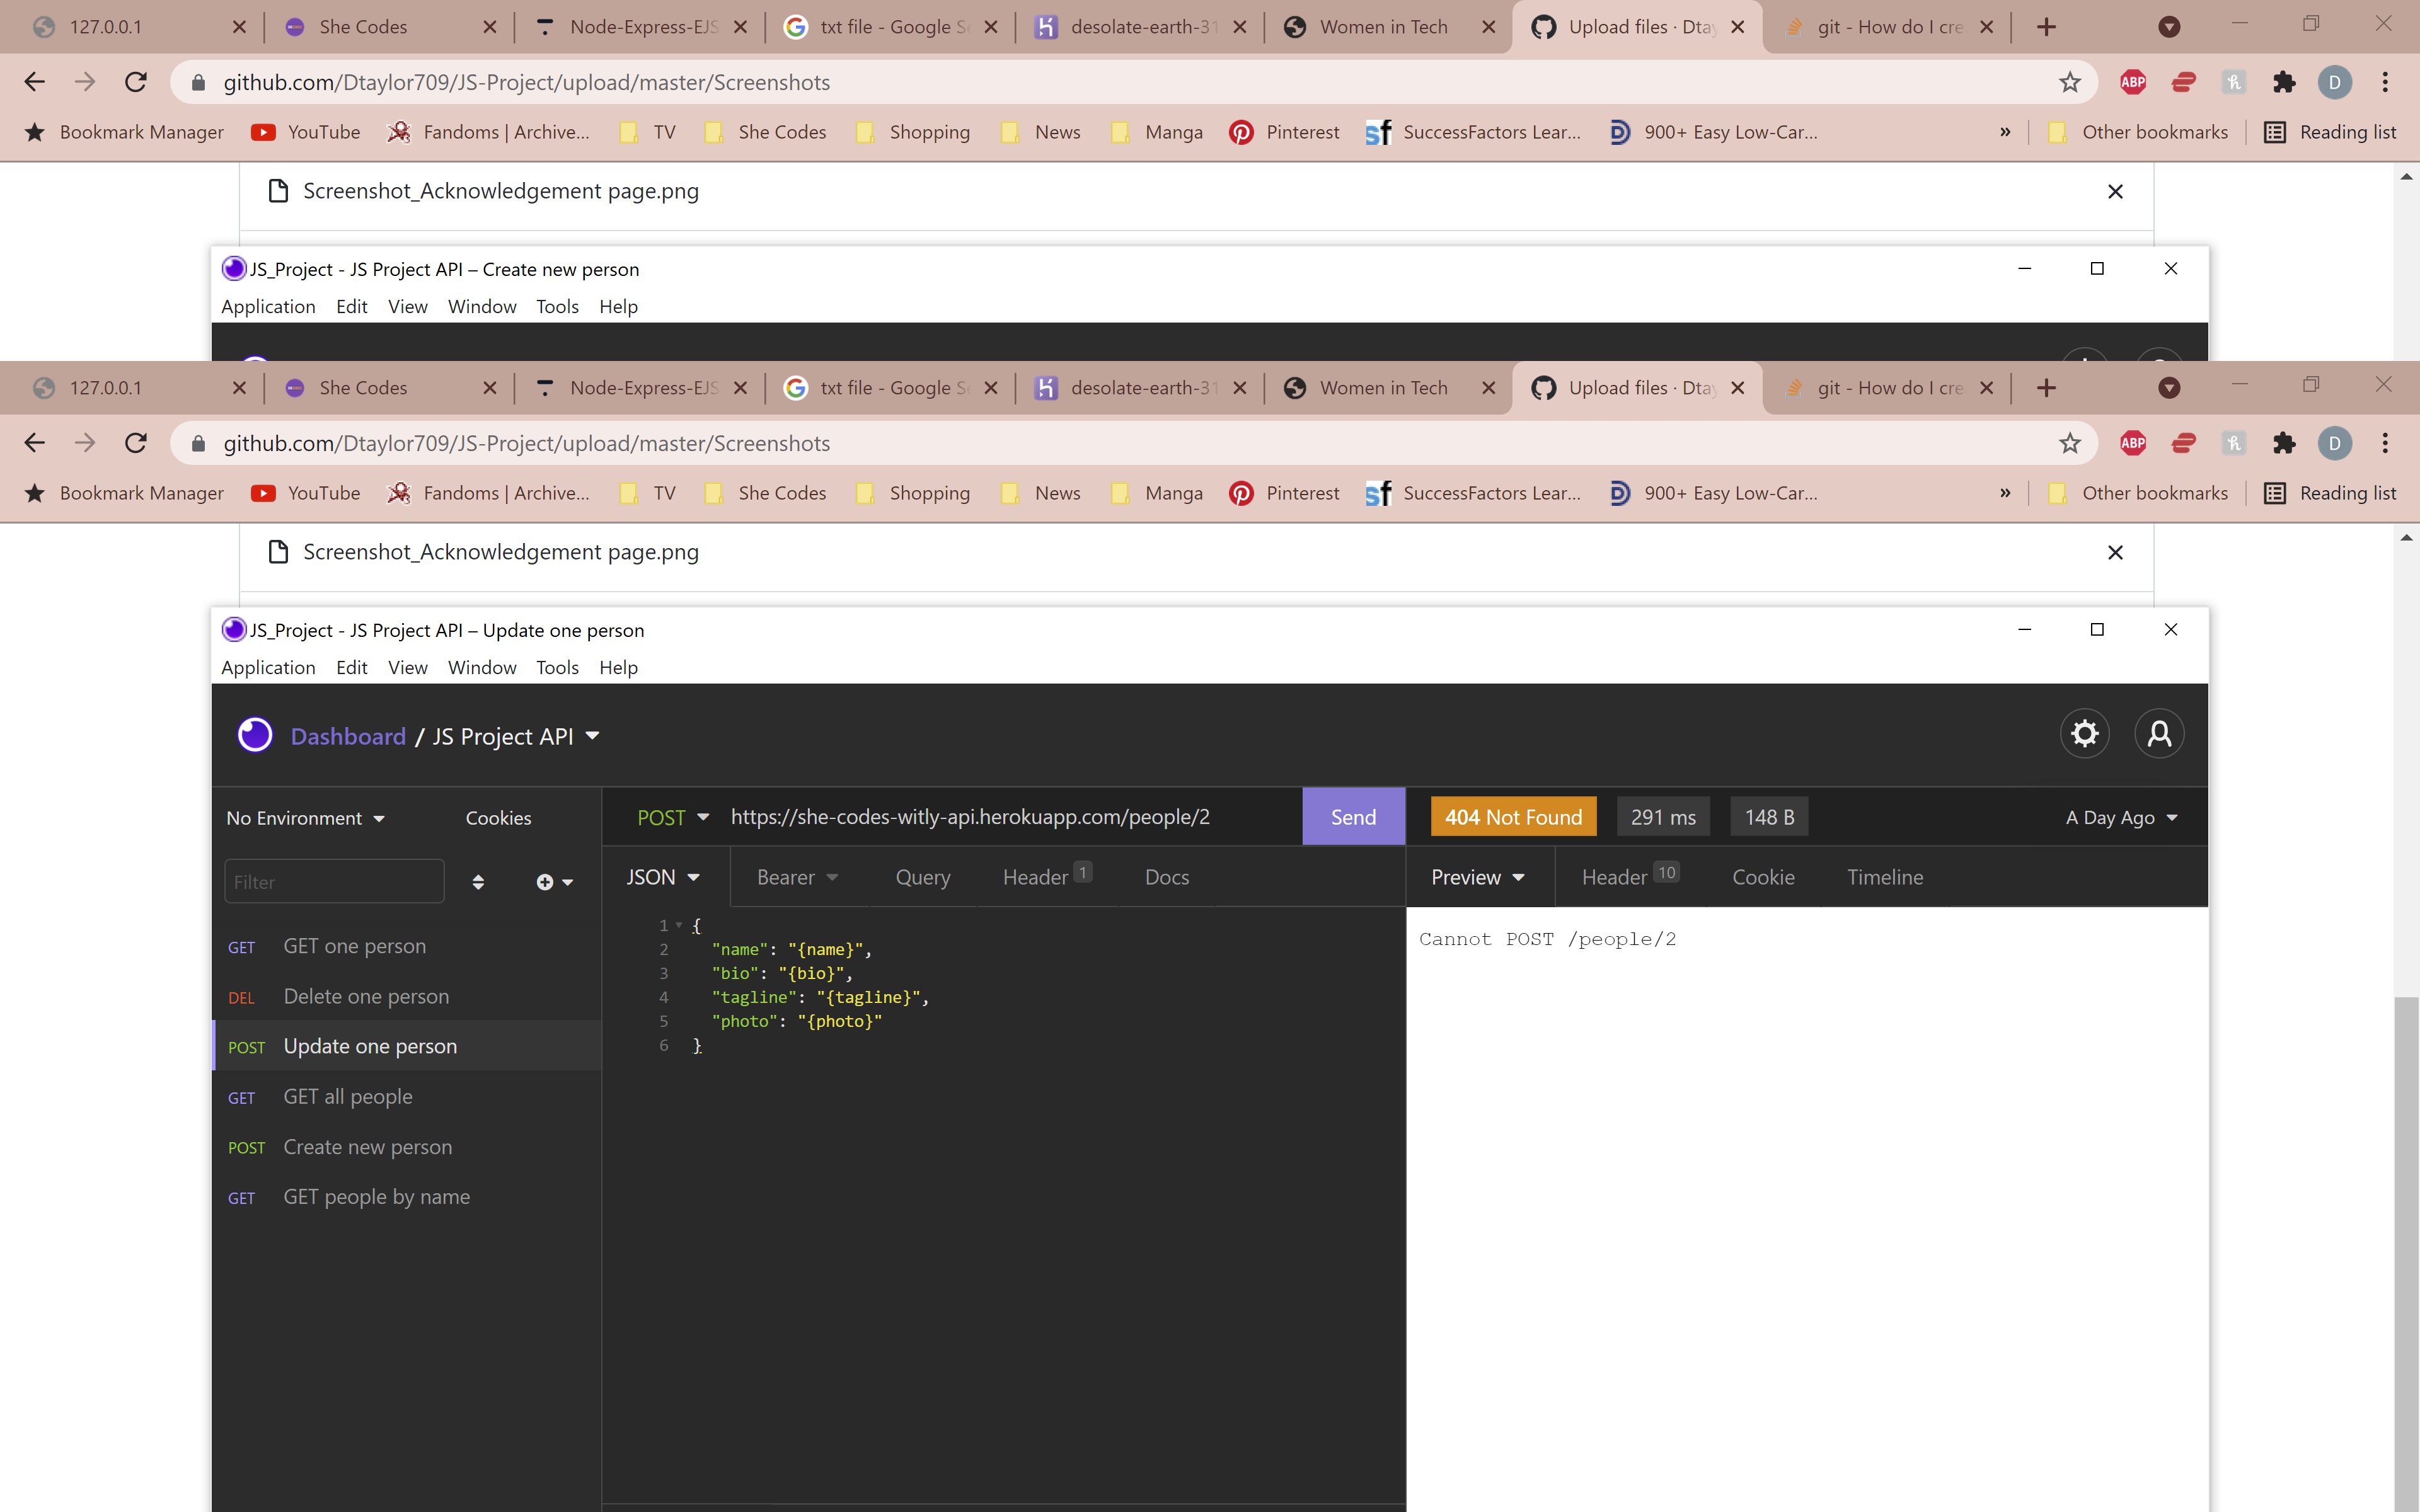 127.0.0.1 She Codes Node-Express-EJS txt file - Google Se desolate-earth-31 Women in Tech Upload files · Dtay git - How do I cre
github.com/Dtaylor709/JS-Project/upload/master/Screenshots ABP h D
Bookmark Manager YouTube Fandoms | Archive... TV She Codes Shopping News Manga Pinterest sf SuccessFactors Lear... 900+ Easy Low-Car... » Other bookmarks Reading list
Screenshot_Acknowledgement page.png
JS_Project - JS Project API – Create new person
Application Edit View Window Tools Help
127.0.0.1 She Codes Node-Express-EJS txt file - Google Se desolate-earth-31 Women in Tech Upload files · Dtay git - How do I cre
github.com/Dtaylor709/JS-Project/upload/master/Screenshots ABP h D
Bookmark Manager YouTube Fandoms | Archive... TV She Codes Shopping News Manga Pinterest sf SuccessFactors Lear... 900+ Easy Low-Car... » Other bookmarks Reading list
Screenshot_Acknowledgement page.png
JS_Project - JS Project API – Update one person
Application Edit View Window Tools Help
Dashboard / JS Project API
No Environment Cookies
Filter
GET GET one person
DEL Delete one person
POST Update one person
GET GET all people
POST Create new person
GET GET people by name
POST https://she-codes-witly-api.herokuapp.com/people/2 Send
JSON Bearer Query Header 1 Docs
1 {
2 "name": "{name}",
3 "bio": "{bio}",
4 "tagline": "{tagline}",
5 "photo": "{photo}"
6 }
404 Not Found 291 ms 148 B A Day Ago
Preview Header 10 Cookie Timeline
Cannot POST /people/2